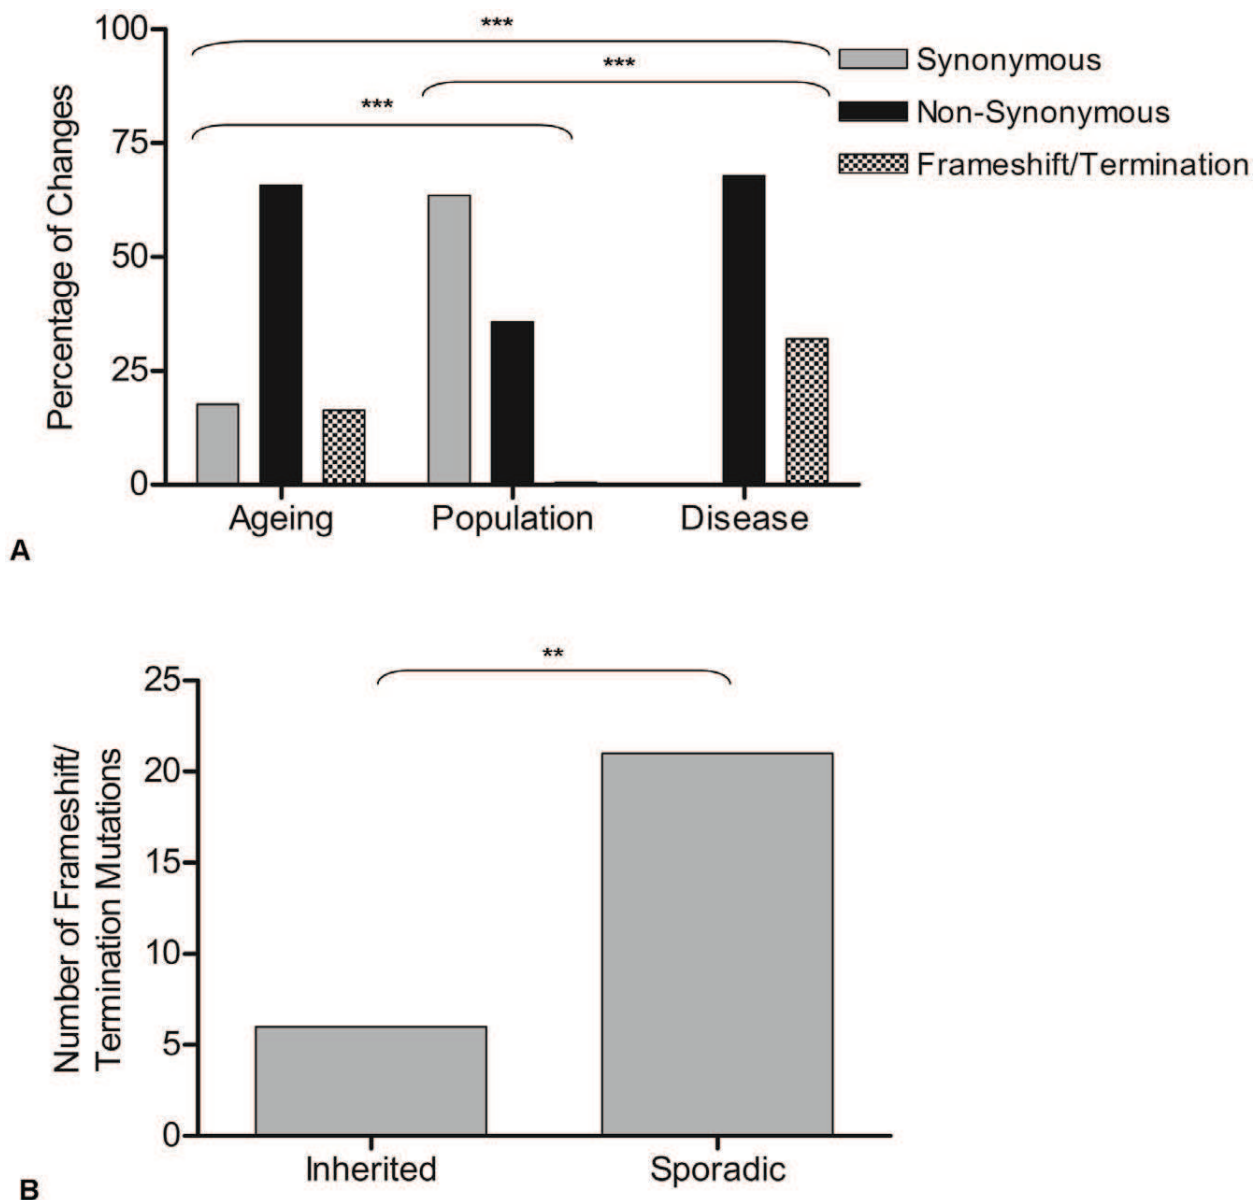 100
75
50
25
0
Percentage of Changes
***
***
***
Synonymous
Non-Synonymous
Frameshift/Termination
Ageing
Population
Disease
A
25
20
15
10
5
0
Number of Frameshift/
Termination Mutations
**
Inherited
Sporadic
B